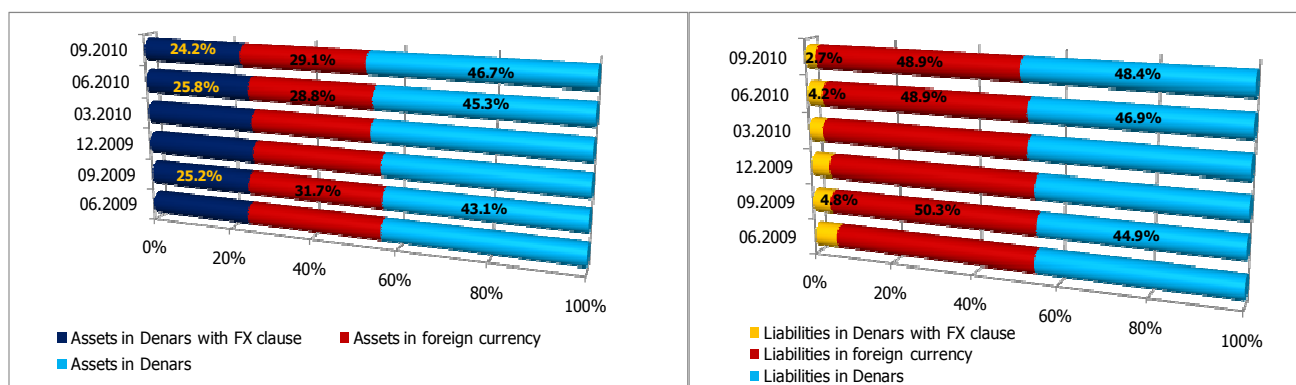 09.2010 24.2% 29.1% 46.7%
06.2010 25.8% 28.8% 45.3%
03.2010
12.2009
09.2009 25.2% 31.7% 43.1%
06.2009
0% 20% 40% 60% 80% 100%
Assets in Denars with FX clause Assets in foreign currency
Assets in Denars
09.2010 2.7% 48.9% 48.4%
06.2010 4.2% 48.9% 46.9%
03.2010
12.2009
09.2009 4.8% 50.3% 44.9%
06.2009
0% 20% 40% 60% 80% 100%
Liabilities in Denars with FX clause
Liabilities in foreign currency
Liabilities in Denars